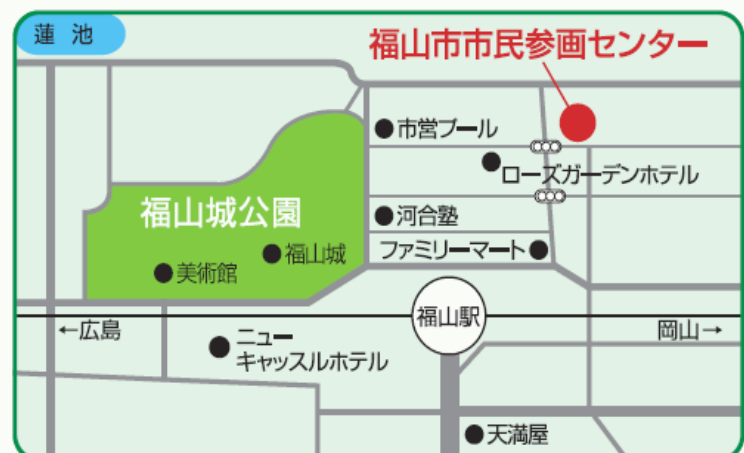 蓮池
福山市市民参画センター
市営プール
ローズガーデンホテル
福山城公園
河合塾
ファミリーマート
福山城
美術館
福山駅
←広島
岡山→
ニュー
キャッスルホテル
天満屋